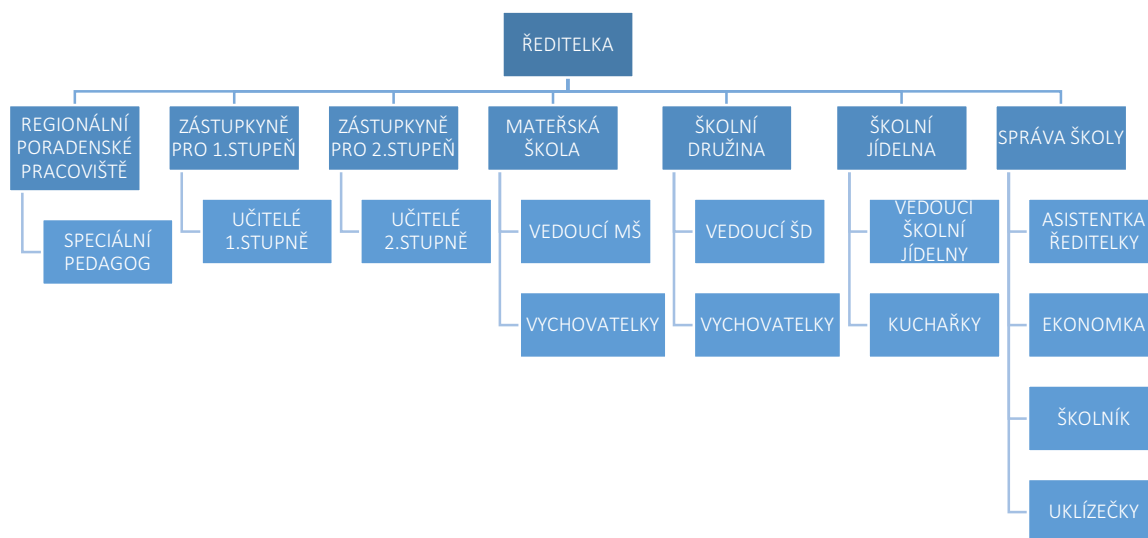 ŘEDITELKA
REGIONÁLNÍ
PORADENSKÉ
PRACOVIŠTĚ
ZÁSTUPKYNĚ
PRO 1.STUPEŇ
ZÁSTUPKYNĚ
PRO 2.STUPEŇ
MATEŘSKÁ
ŠKOLA
ŠKOLNÍ
DRUŽINA
ŠKOLNÍ
JÍDELNA
SPRÁVA ŠKOLY
SPECIÁLNÍ
PEDAGOG
UČITELÉ
1.STUPNĚ
UČITELÉ
2.STUPNĚ
VEDOUCÍ MŠ
VEDOUCÍ ŠD
VEDOUCÍ
ŠKOLNÍ
JÍDELNY
ASISTENTKA
ŘEDITELKY
VYCHOVATELKY
VYCHOVATELKY
KUCHAŘKY
EKONOMKA
ŠKOLNÍK
UKLÍZEČKY